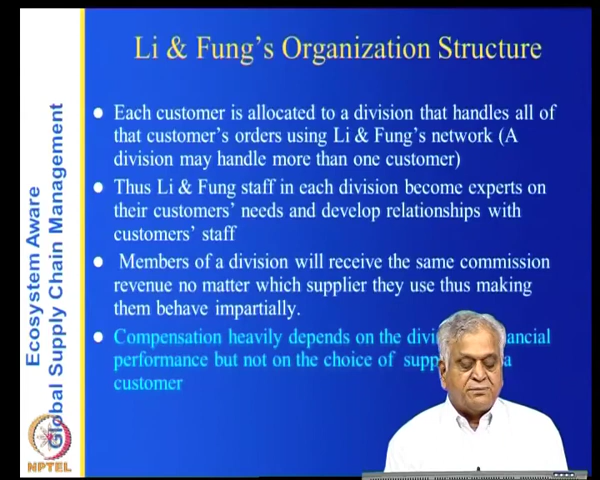 Li & Fung's Organization Structure
Each customer is allocated to a division that handles all of
that customer's orders using Li & Fung's network (A
division may handle more than one customer)
Thus Li & Fung staff in each division become experts on
their customers' needs and develop relationships with
customers' staff
Members of a division will receive the same commission
revenue no matter which supplier they use thus making
them behave impartially.
Compensation heavily depends on the
performance but not on the choice of
customer
Ecosystem Aware
Global Supply Chain Management
NPTEL